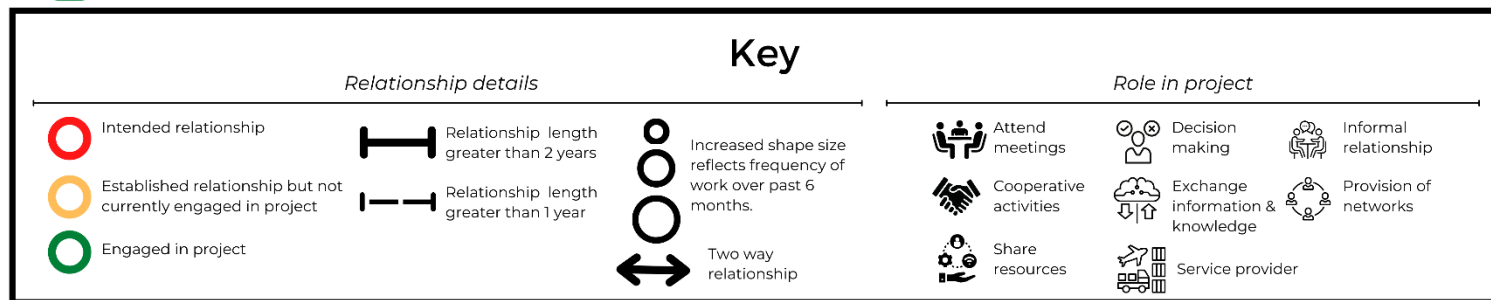 Key
Relationship details
Intended relationship
Established relationship but not
currently engaged in project
Engaged in project
Relationship length
greater than 2 years
Relationship length
greater than 1 year
Increased shape size
reflects frequency of
work over past 6
months.
Two way
relationship
Role in project
Attend
meetings
Decision
making
Informal
relationship
Cooperative
activities
Exchange
information &
knowledge
Provision of
networks
Share
resources
Service provider